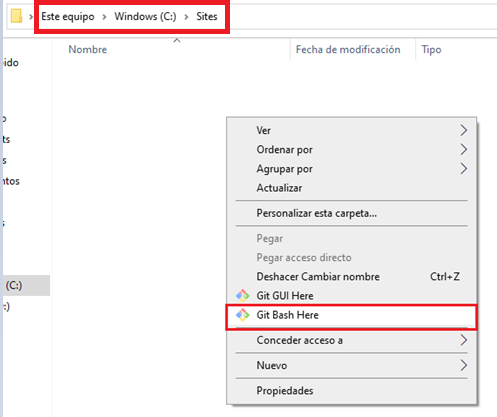 Este equipo > Windows (C:) > Sites
Nombre Fecha de modificación Tipo
pido
ts
s
ntos
s
(C:)
:)
Ver
Ordenar por
Agrupar por
Actualizar
Personalizar esta carpeta...
Pegar
Pegar acceso directo
Deshacer Cambiar nombre Ctrl+Z
Git GUI Here
Git Bash Here
Conceder acceso a
Nuevo
Propiedades